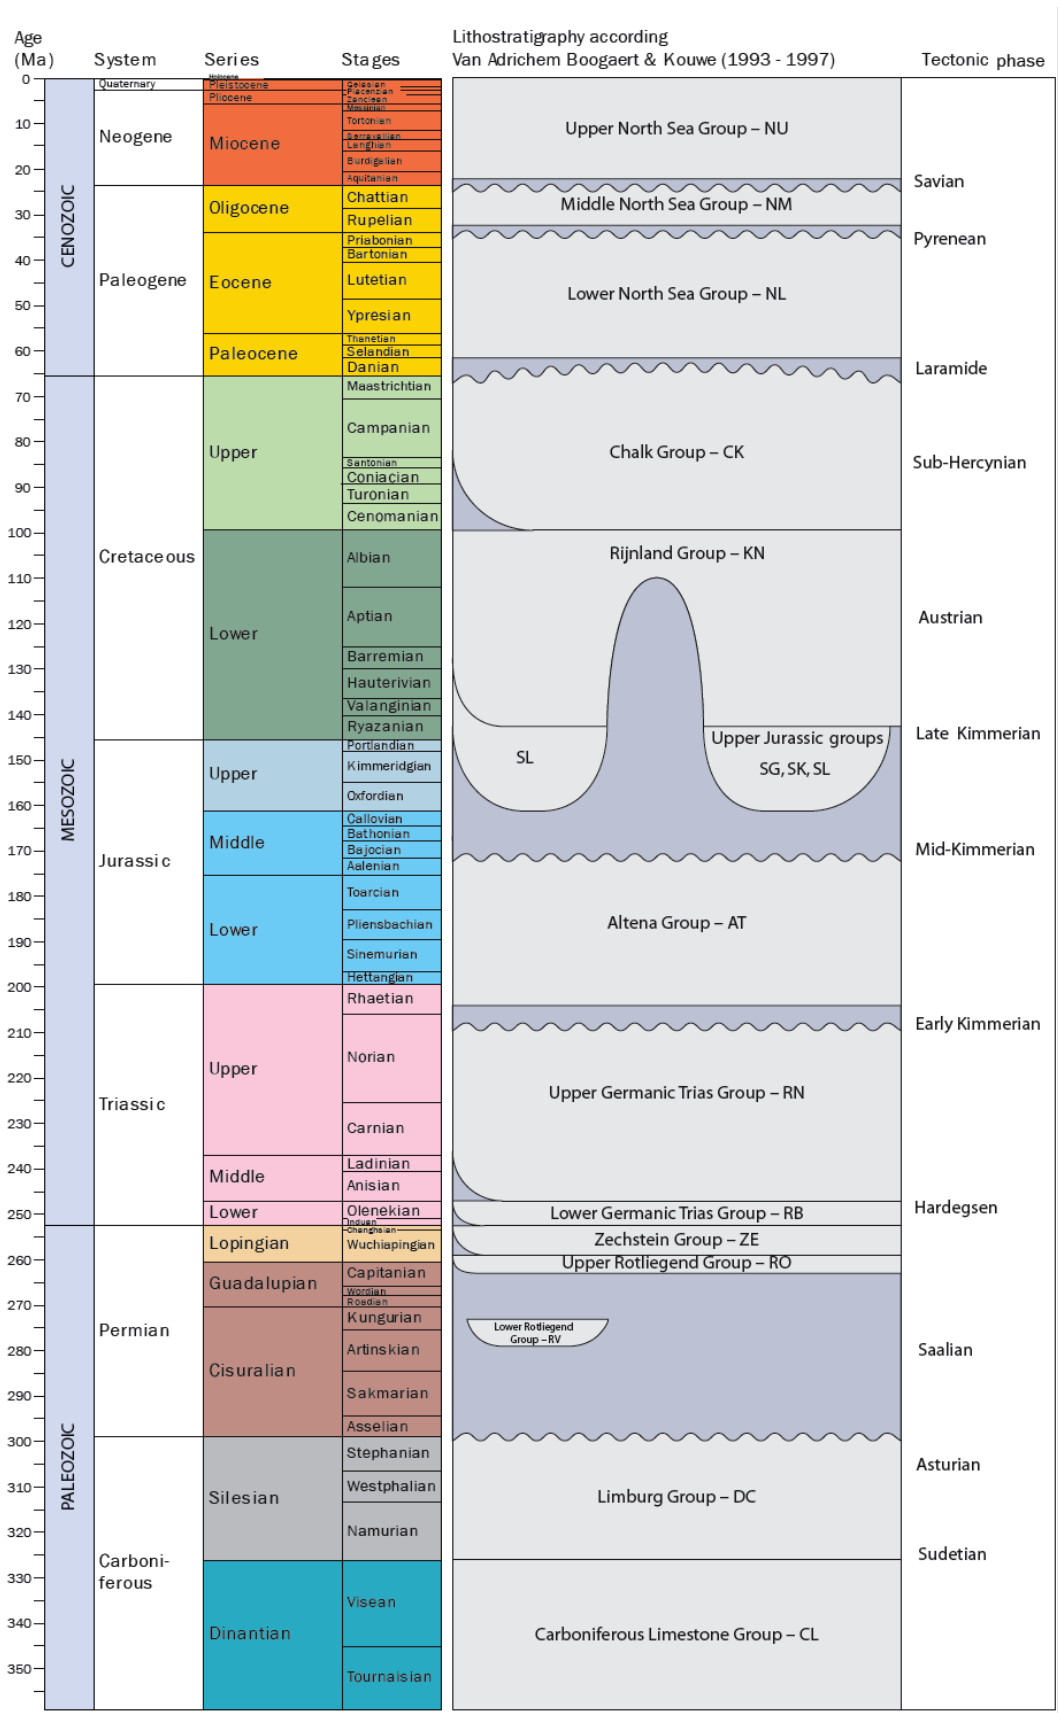 Age
(Ma)
System
Series
Stages
Lithostratigraphy according
Van Adrichem Boogaert & Kouwe (1993 - 1997)
Tectonic phase
0
10
20
30
40
50
60
70
80
90
100
110
120
130
140
150
160
170
180
190
200
210
220
230
240
250
260
270
280
290
300
310
320
330
340
350
CENOZOIC
MESOZOIC
PALEOZOIC
Quaternary
Neogene
Paleogene
Cretaceous
Jurassic
Triassic
Permian
Carboni-
ferous
Holocene
Pleistocene
Pliocene
Miocene
Oligocene
Eocene
Paleocene
Upper
Lower
Upper
Middle
Lower
Upper
Middle
Lower
Lopingian
Guadalupian
Cisuralian
Silesian
Dinantian
Gelasian
Piacenzian
Zanclean
Messinian
Tortonian
Serravallian
Langhian
Burdigalian
Aquitanian
Chattian
Rupelian
Priabonian
Bartonian
Lutetian
Ypresian
Thanetian
Selandian
Danian
Maastrichtian
Campanian
Santonian
Coniacian
Turonian
Cenomanian
Albian
Aptian
Barremian
Hauterivian
Valanginian
Ryazanian
Portlandian
Kimmeridgian
Oxfordian
Callovian
Bathonian
Bajocian
Aalenian
Toarcian
Pliensbachian
Sinemurian
Hettangian
Rhaetian
Norian
Carnian
Ladinian
Anisian
Olenekian
Induan
Changhsian
Wuchiapingian
Capitanian
Wordian
Roadian
Kungurian
Artinskian
Sakmarian
Asselian
Stephanian
Westphalian
Namurian
Visean
Tournaisian
Upper North Sea Group – NU
Middle North Sea Group – NM
Lower North Sea Group – NL
Chalk Group – CK
Rijnland Group – KN
SL
Upper Jurassic groups
SG, SK, SL
Altena Group – AT
Upper Germanic Trias Group – RN
Lower Germanic Trias Group – RB
Zechstein Group – ZE
Upper Rotliegend Group – RO
Lower Rotliegend
Group – RV
Limburg Group – DC
Carboniferous Limestone Group – CL
Savian
Pyrenean
Laramide
Sub-Hercynian
Austrian
Late Kimmerian
Mid-Kimmerian
Early Kimmerian
Hardegsen
Saalian
Asturian
Sudetian